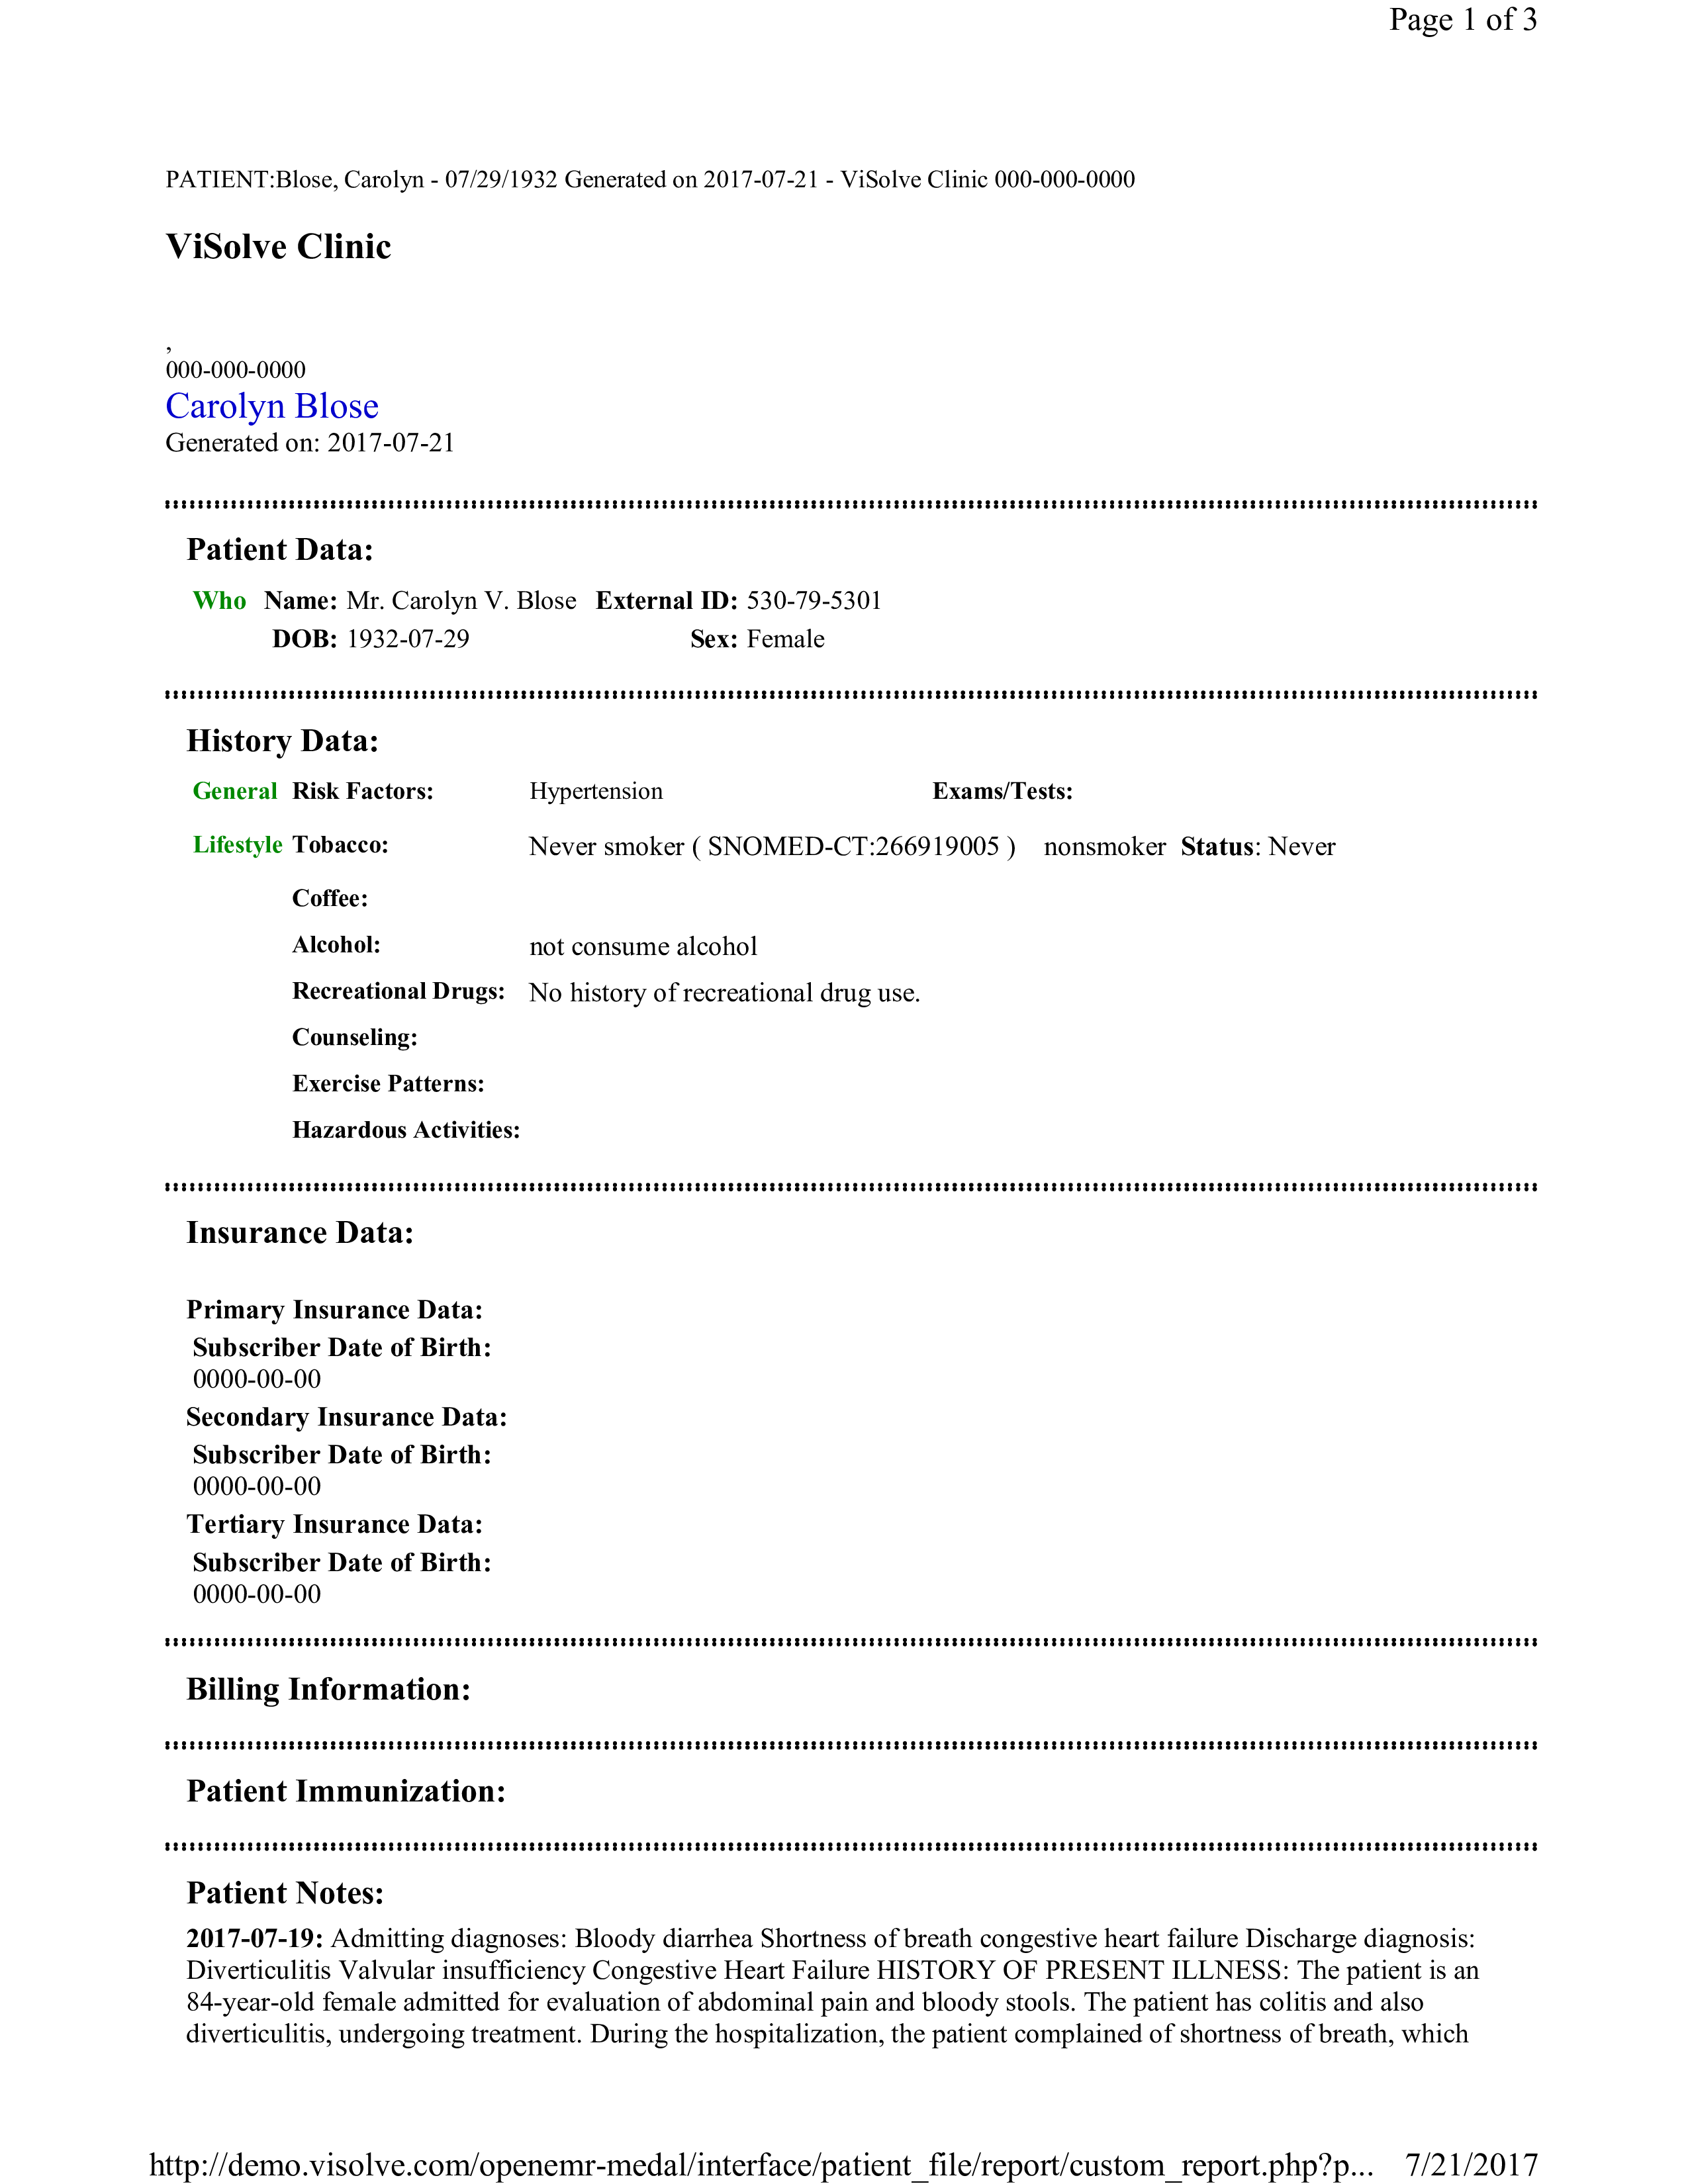 Page 1 of 3
PATIENT:Blose, Carolyn - 07/29/1932 Generated on 2017-07-21 - ViSolve Clinic 000-000-0000
ViSolve Clinic
,
000-000-0000
Carolyn Blose
Generated on: 2017-07-21
Patient Data:
Who Name: Mr. Carolyn V. Blose External ID: 530-79-5301
DOB: 1932-07-29 Sex: Female
History Data:
General Risk Factors: Hypertension Exams/Tests:
Lifestyle Tobacco: Never smoker ( SNOMED-CT:266919005 ) nonsmoker Status: Never
Coffee:
Alcohol: not consume alcohol
Recreational Drugs: No history of recreational drug use.
Counseling:
Exercise Patterns:
Hazardous Activities:
Insurance Data:
Primary Insurance Data:
Subscriber Date of Birth:
0000-00-00
Secondary Insurance Data:
Subscriber Date of Birth:
0000-00-00
Tertiary Insurance Data:
Subscriber Date of Birth:
0000-00-00
Billing Information:
Patient Immunization:
Patient Notes:
2017-07-19: Admitting diagnoses: Bloody diarrhea Shortness of breath congestive heart failure Discharge diagnosis:
Diverticulitis Valvular insufficiency Congestive Heart Failure HISTORY OF PRESENT ILLNESS: The patient is an
84-year-old female admitted for evaluation of abdominal pain and bloody stools. The patient has colitis and also
diverticulitis, undergoing treatment. During the hospitalization, the patient complained of shortness of breath, which
http://demo.visolve.com/openemr-medal/interface/patient_file/report/custom_report.php?p... 7/21/2017